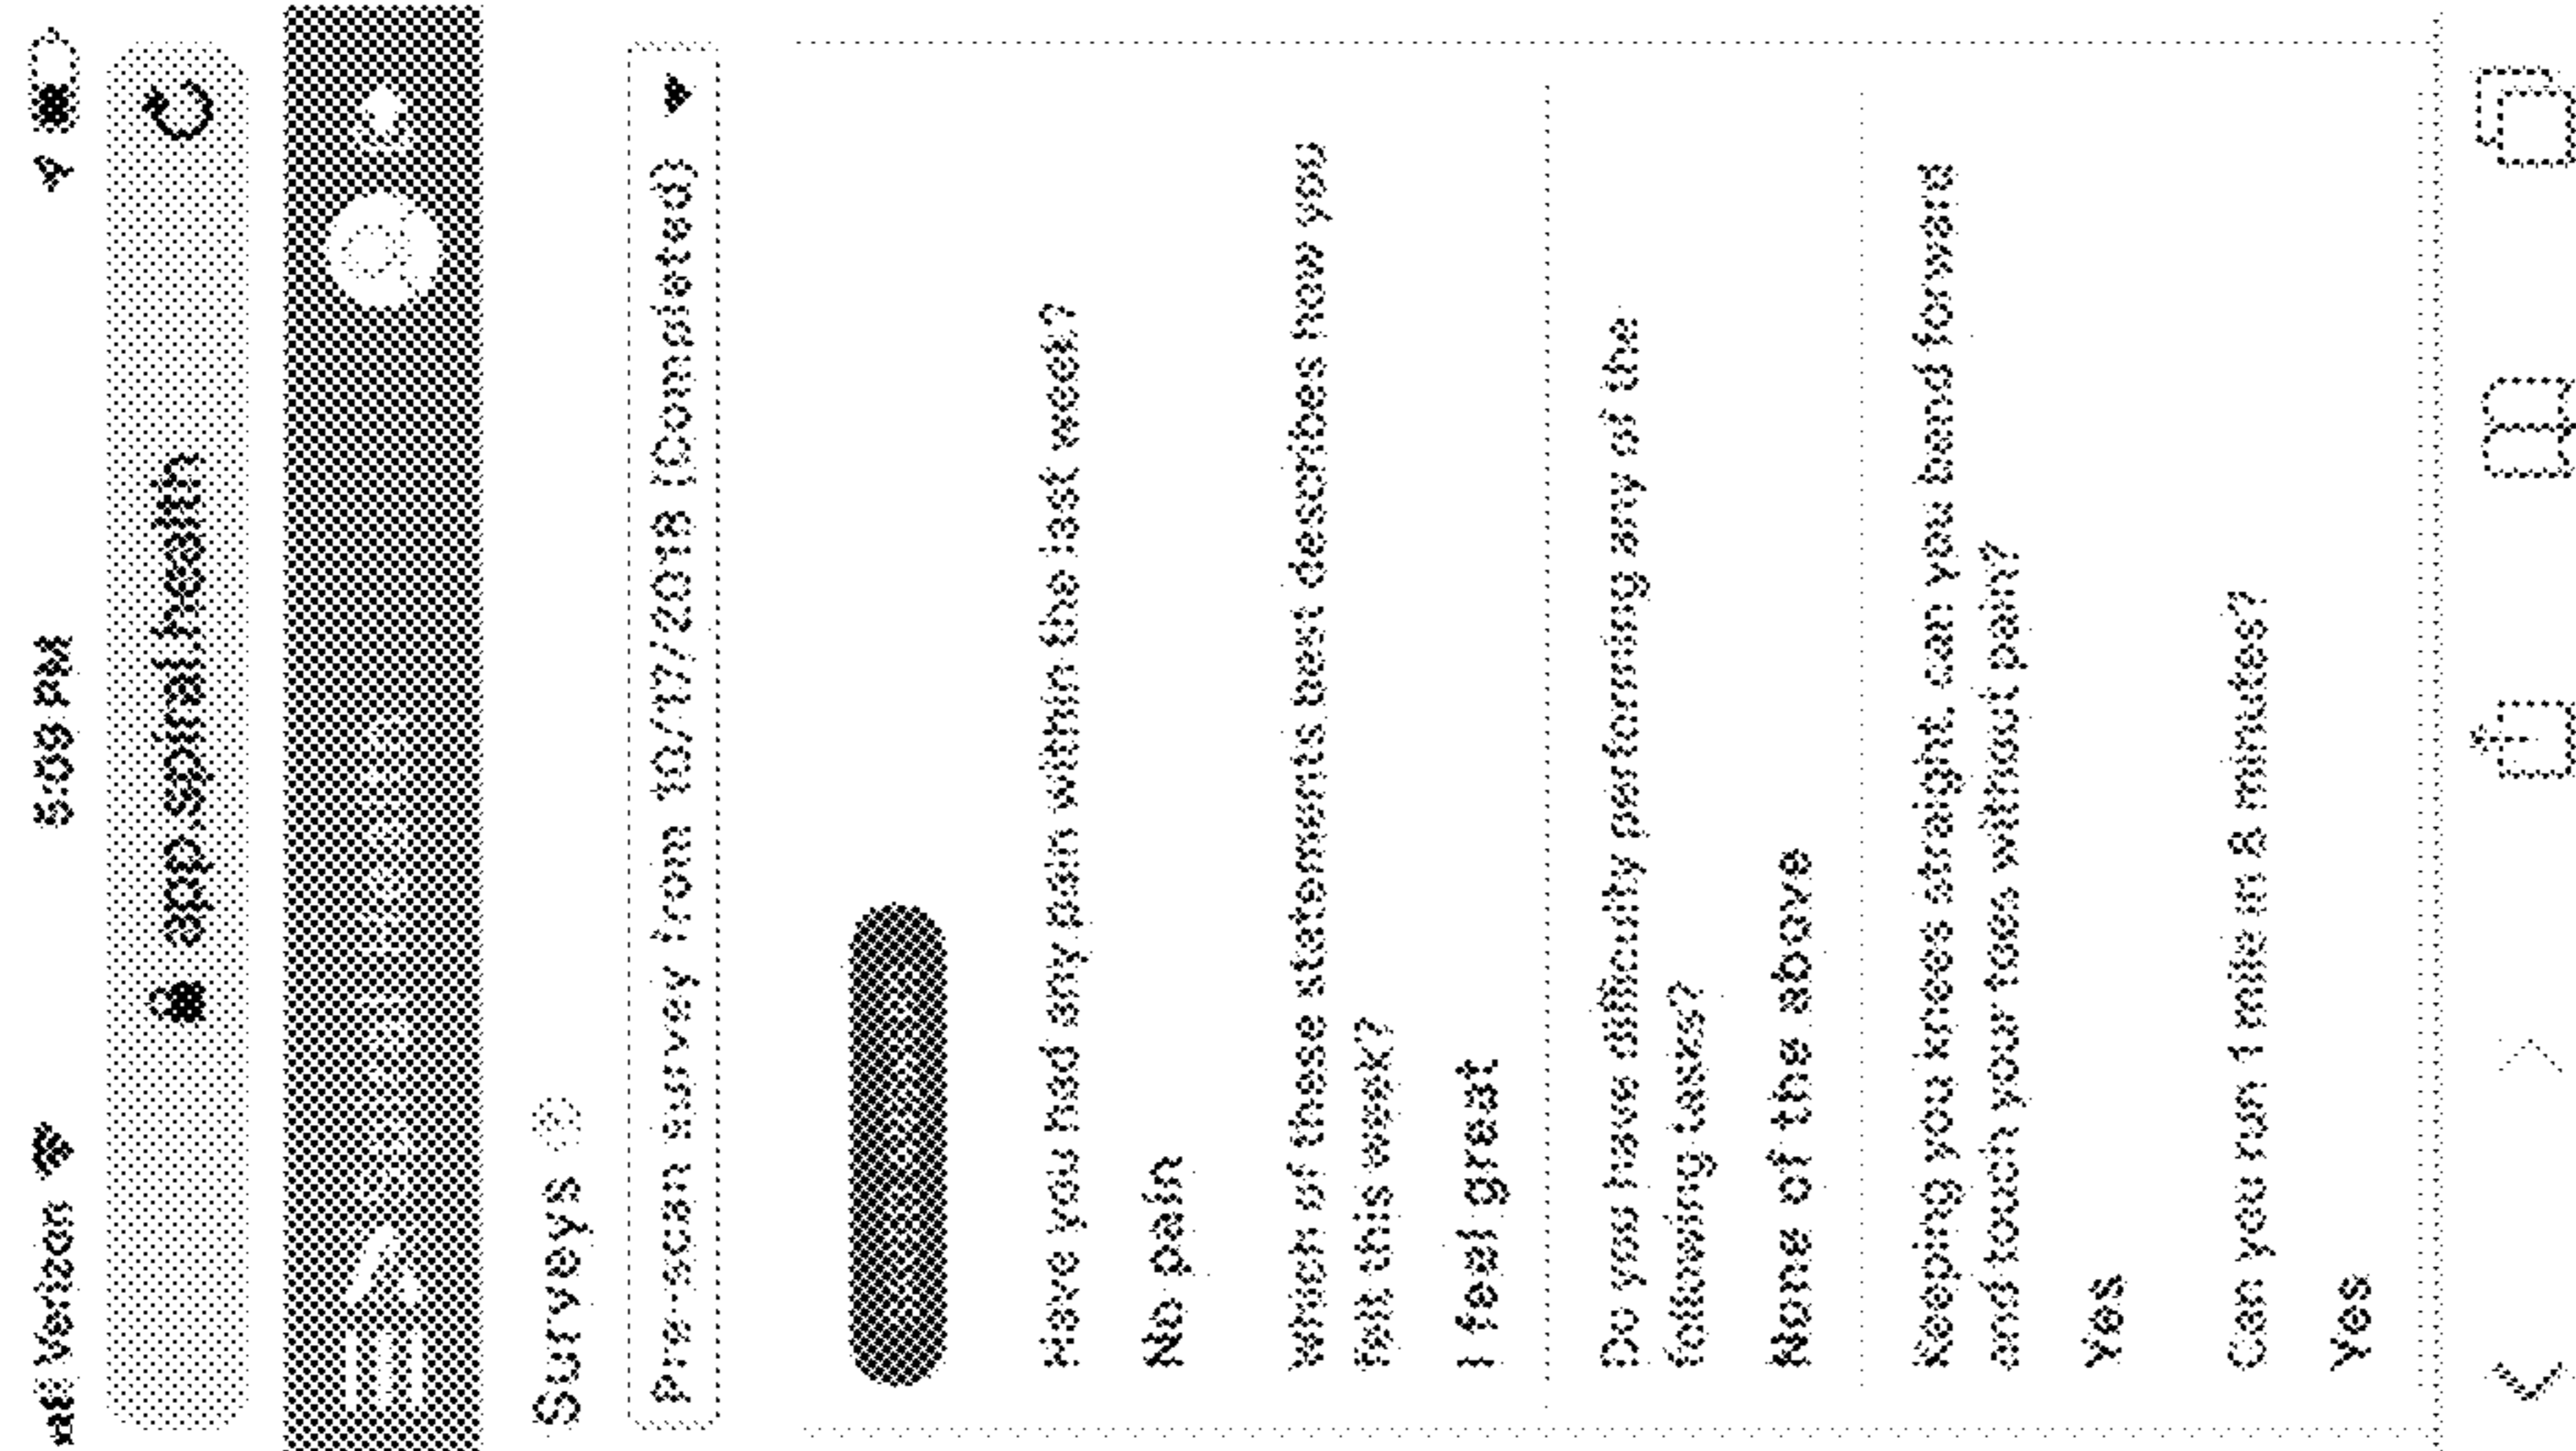 Verizon 5:09 PM
app.spinal.health
Surveys
Pre-scan survey from 10/17/2018 (Completed)
Have you had any pain within the last week?
No pain
Which of these statements best describes how you
felt this week?
I feel great
Do you have difficulty performing any of the
following tasks?
None of the above
Keeping you knees straight, can you bend forward
and touch your toes without pain?
Yes
Can you run 1 mile in 8 minutes?
Yes